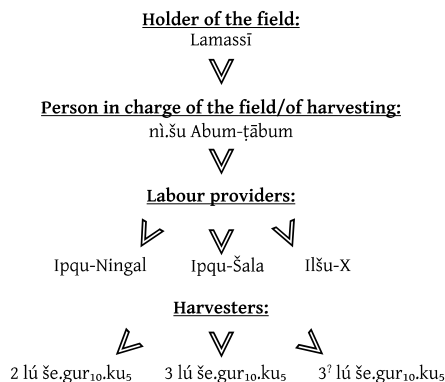 Holder of the field:
Lamassī
Person in charge of the field/of harvesting:
nì.šu Abum-ṭābum
Labour providers:
Ipqu-Ningal Ipqu-Šala Ilšu-X
Harvesters:
2 lú še.gur₁₀.ku₅ 3 lú še.gur₁₀.ku₅ 3? lú še.gur₁₀.ku₅